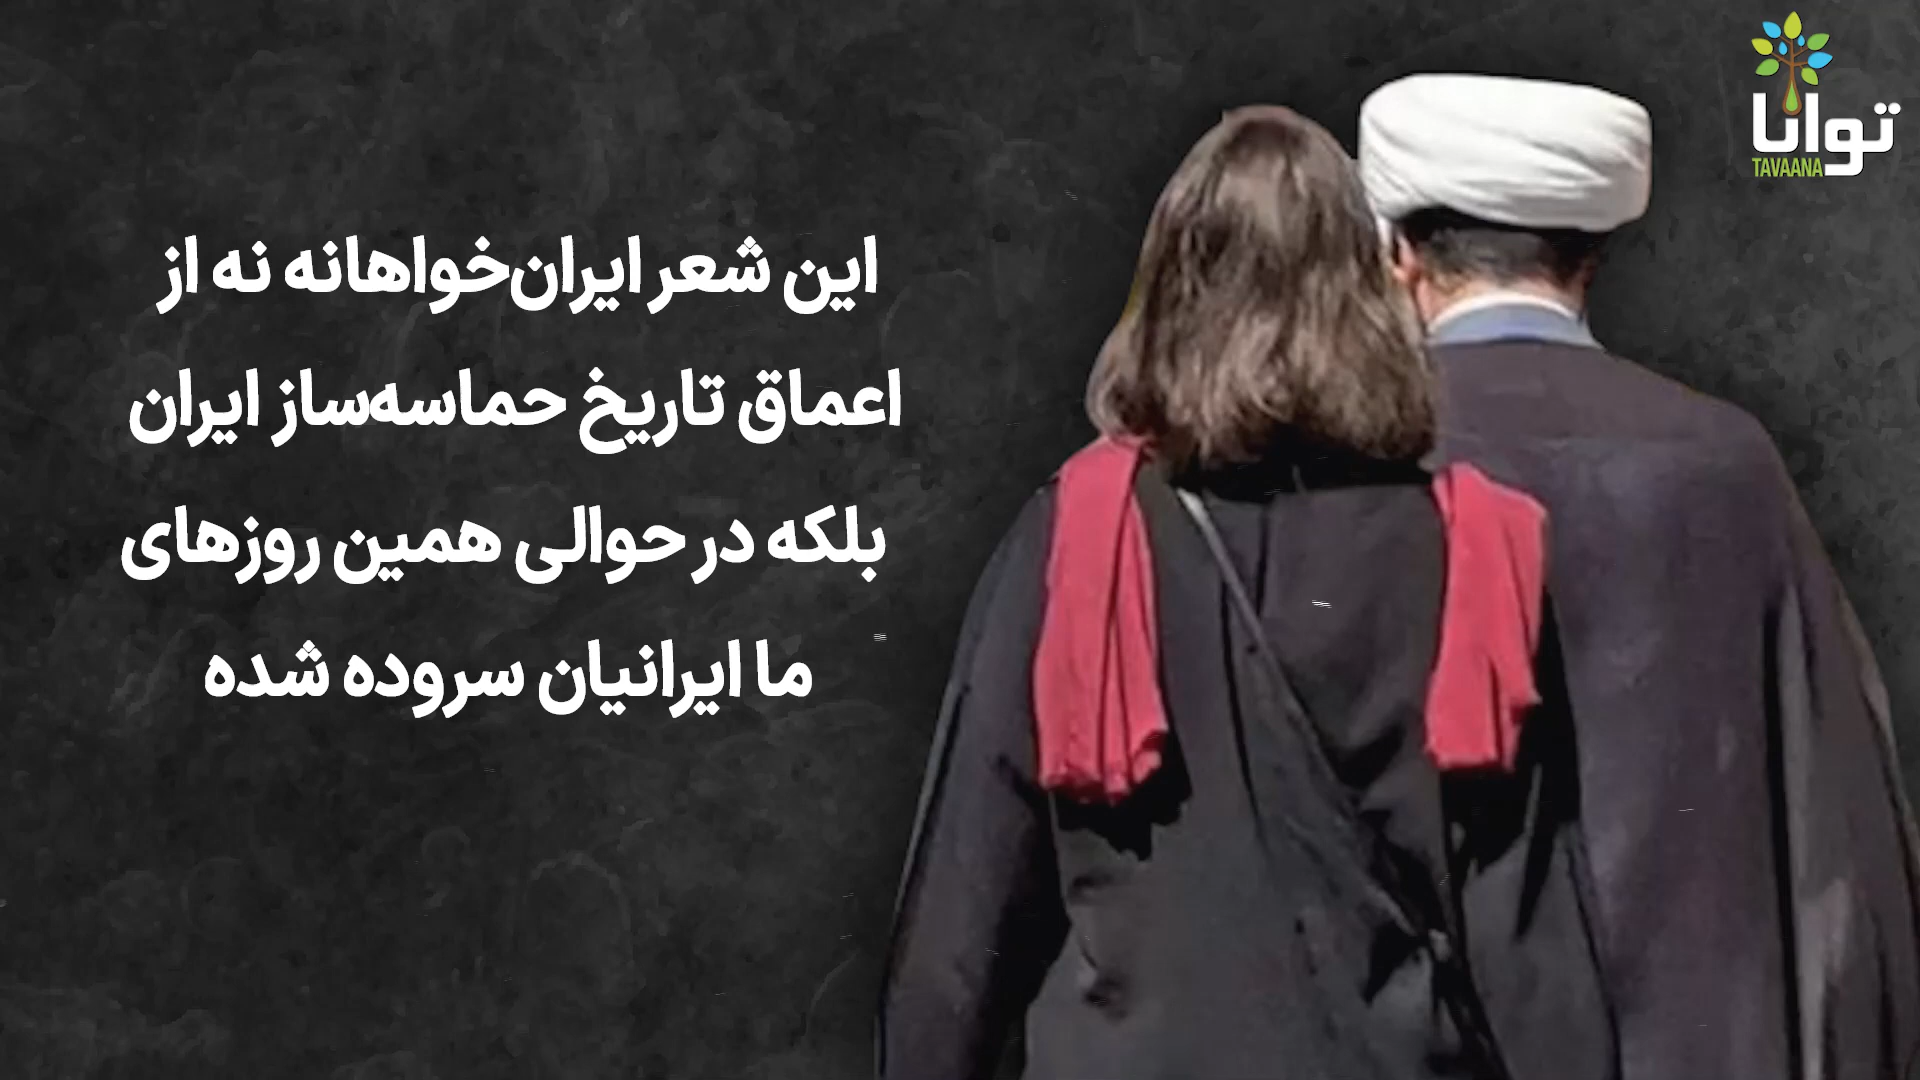 توانا
TAVAANA
این شعر ایران‌خواهانه نه از
اعماق تاریخ حماسه‌ساز ایران
بلکه در حوالی همین روزهای
ما ایرانیان سروده شده